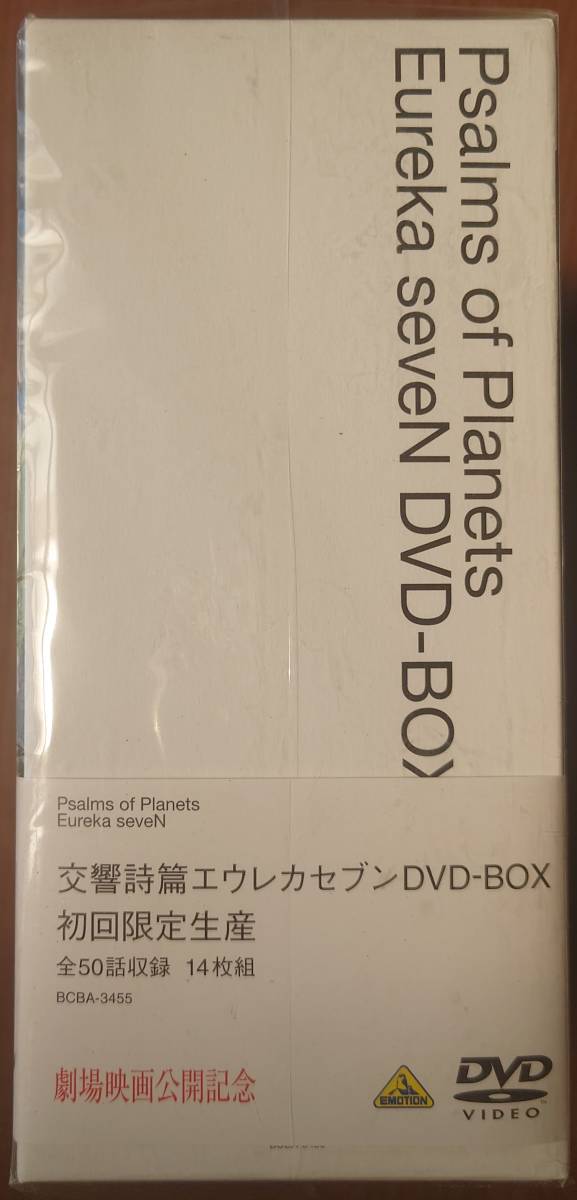 Psalms of Planets
Eureka seveN DVD-BOX
Psalms of Planets
Eureka seveN
交響詩篇エウレカセブンDVD-BOX
初回限定生産
全50話収録 14枚組
BCBA-3455
劇場映画公開記念
EMOTION
DVD
VIDEO